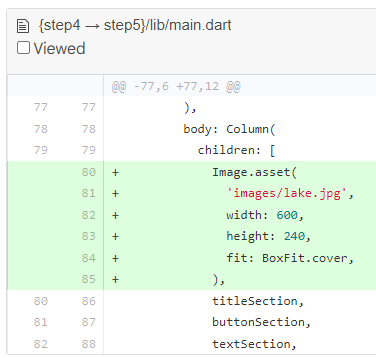 {step4 → step5}/lib/main.dart
Viewed
@@ -77,6 +77,12 @@
77 77 ),
78 78 body: Column(
79 79 children: [
80 + Image.asset(
81 + 'images/lake.jpg',
82 + width: 600,
83 + height: 240,
84 + fit: BoxFit.cover,
85 + ),
80 86 titleSection,
81 87 buttonSection,
82 88 textSection,